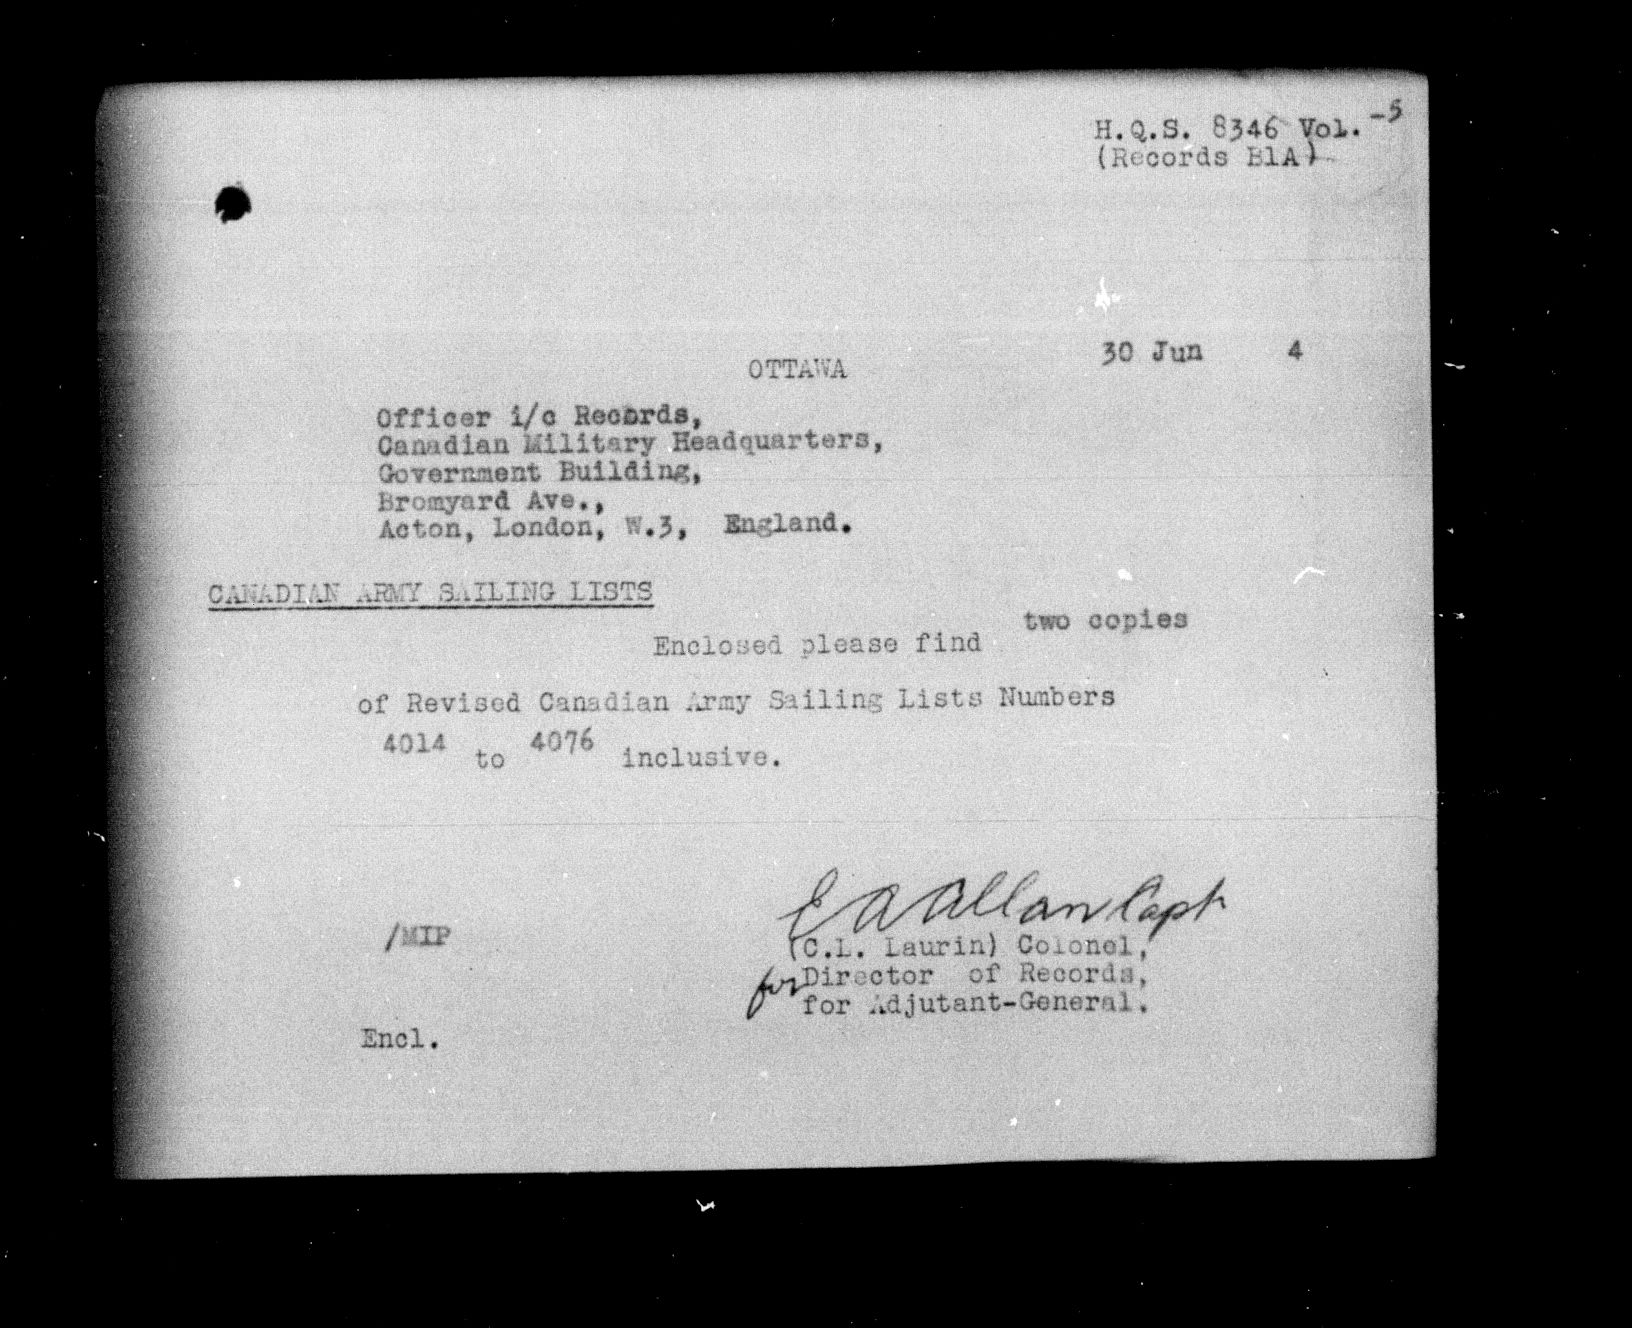 H.Q.S. 8346 Vol. -5
(Records B1A)
30 Jun 4
OTTAWA
Officer i/c Records,
Canadian Military Headquarters,
Government Building,
Bromyard Ave.,
Acton, London, W.3, England.
CANADIAN ARMY SAILING LISTS
Enclosed please find two copies
of Revised Canadian Army Sailing Lists Numbers
4014 to 4076 inclusive.
E A Allan Capt
/MIP
(C.L. Laurin) Colonel,
for Director of Records,
for Adjutant-General.
Encl.